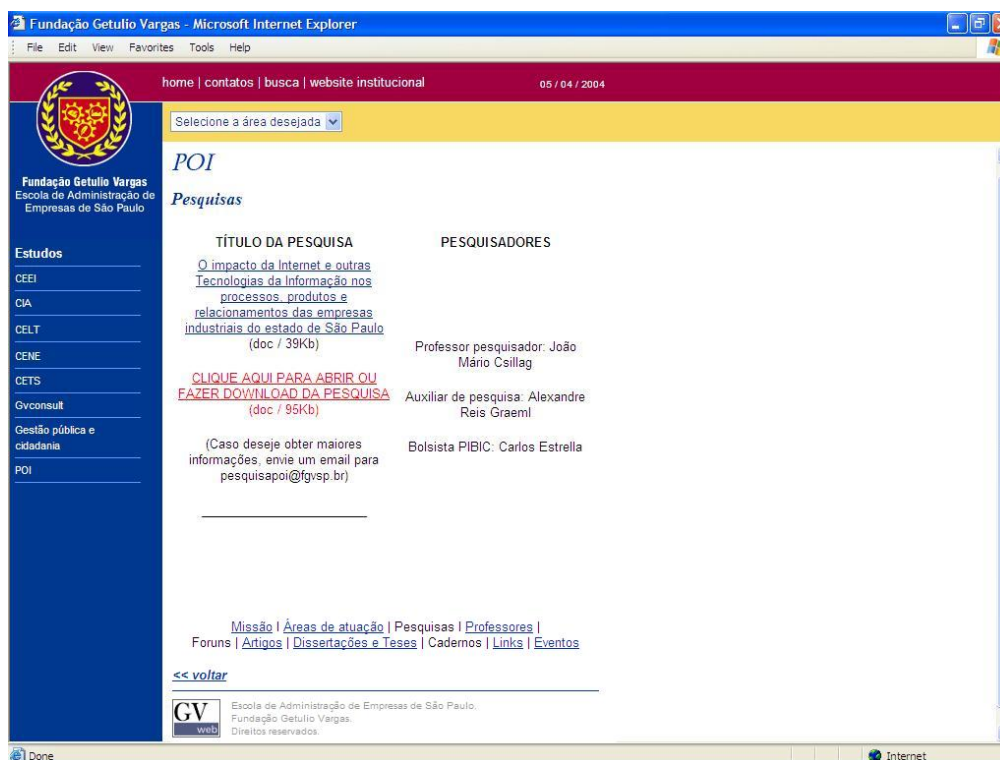 Fundação Getulio Vargas - Microsoft Internet Explorer
File Edit View Favorites Tools Help
home | contatos | busca | website institucional
05 / 04 / 2004
Selecione a área desejada
Fundação Getulio Vargas
Escola de Administração de
Empresas de São Paulo
Estudos
CEEI
CIA
CELT
CENE
CETS
Gvconsult
Gestão pública e
cidadania
POI
POI
Pesquisas
TÍTULO DA PESQUISA
O impacto da Internet e outras
Tecnologias da Informação nos
processos, produtos e
relacionamentos das empresas
industriais do estado de São Paulo
(doc / 39Kb)
CLIQUE AQUI PARA ABRIR OU
FAZER DOWNLOAD DA PESQUISA
(doc / 95Kb)
(Caso deseje obter maiores
informações, envie um email para
pesquisapoi@fgvsp.br)
PESQUISADORES
Professor pesquisador: João
Mário Csillag
Auxiliar de pesquisa: Alexandre
Reis Graeml
Bolsista PIBIC: Carlos Estrella
Missão | Áreas de atuação | Pesquisas | Professores |
Foruns | Artigos | Dissertações e Teses | Cadernos | Links | Eventos
<< voltar
GV
web
Escola de Administração de Empresas de São Paulo.
Fundação Getulio Vargas.
Direitos reservados.
Done
Internet